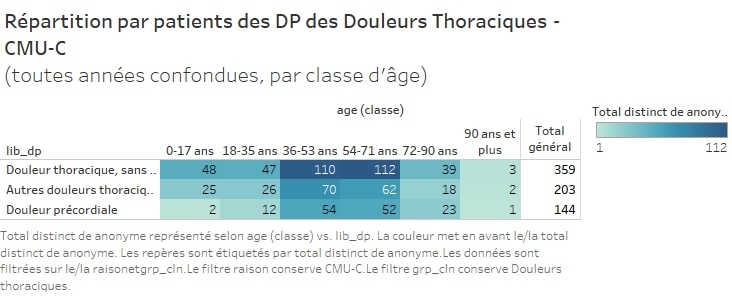 Répartition par patients des DP des Douleurs Thoraciques -
CMU-C
(toutes années confondues, par classe d'âge)
age (classe)
lib_dp 0-17 ans 18-35 ans 36-53 ans 54-71 ans 72-90 ans 90 ans et plus Total général
Douleur thoracique, sans .. 48 47 110 112 39 3 359
Autres douleurs thoraciq.. 25 26 70 62 18 2 203
Douleur précordiale 2 12 54 52 23 1 144
Total distinct de anony..
1 112
Total distinct de anonyme représenté selon age (classe) vs. lib_dp. La couleur met en avant le/la total
distinct de anonyme. Les repères sont étiquetés par total distinct de anonyme.Les données sont
filtrées sur le/la raisonetgrp_cln.Le filtre raison conserve CMU-C.Le filtre grp_cln conserve Douleurs
thoraciques.